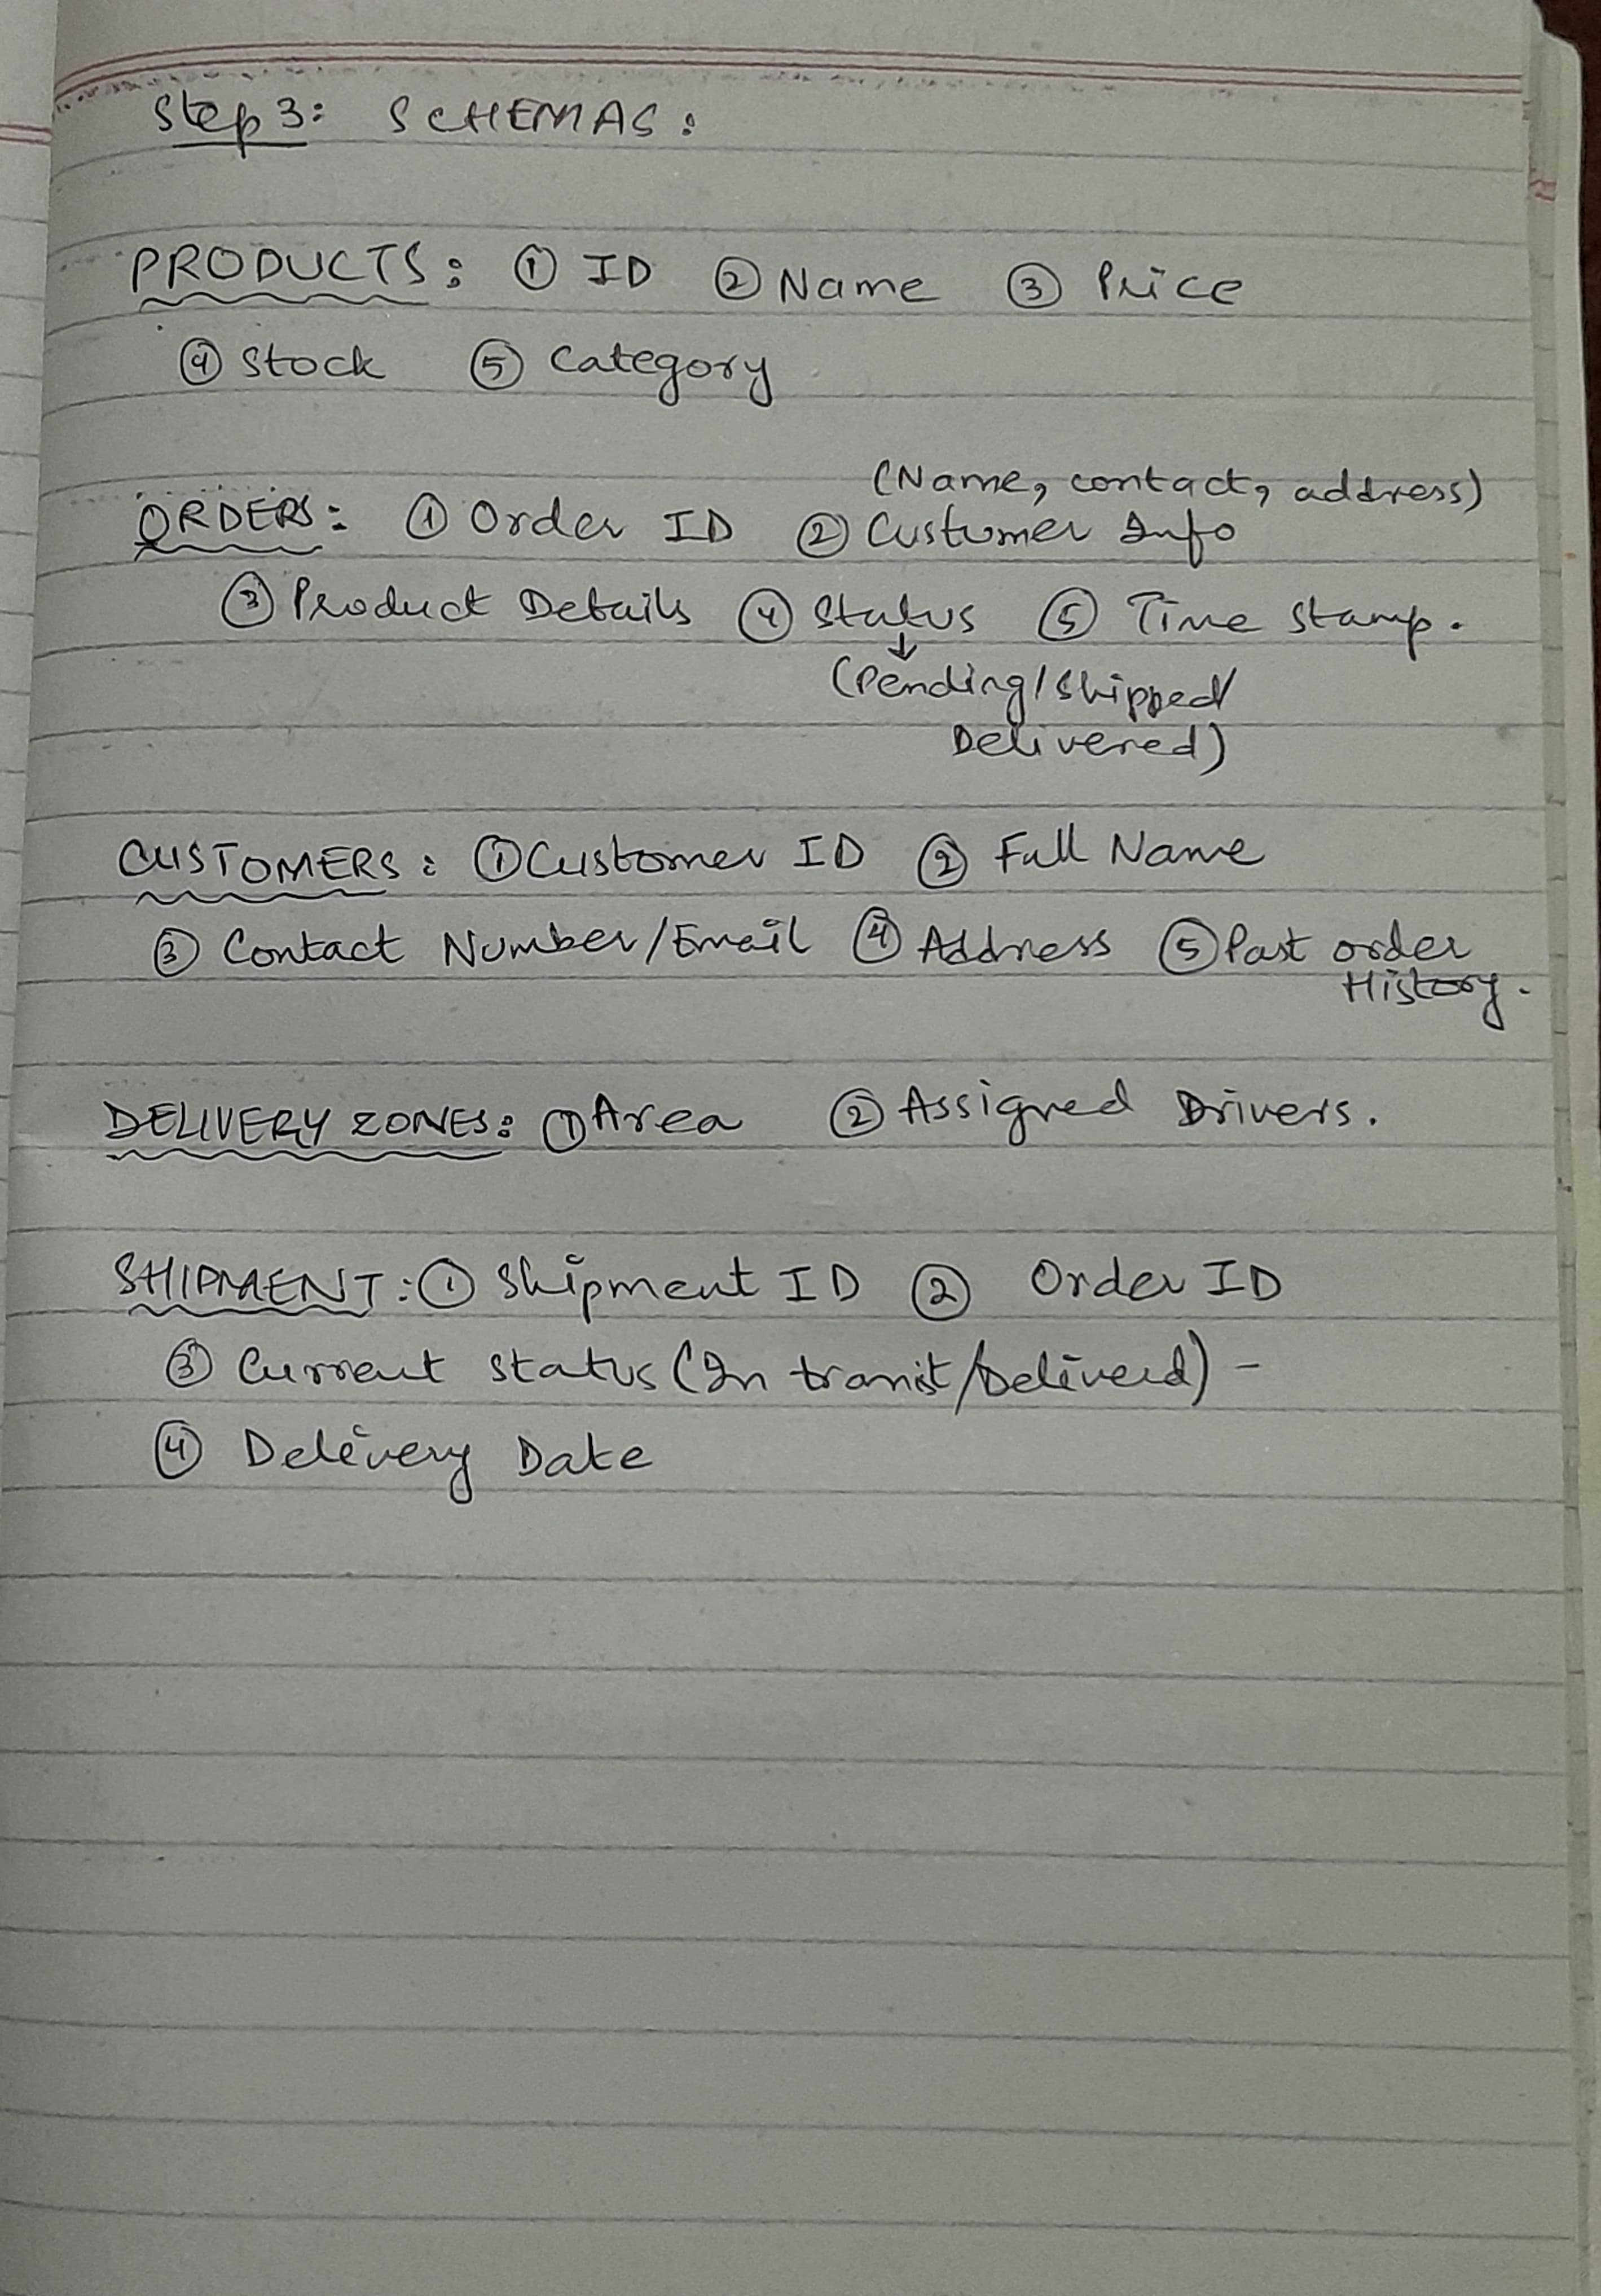 Step 3: SCHEMAS:
PRODUCTS: ① ID ② Name ③ Price
④ Stock ⑤ Category
(Name, contact, address)
ORDERS: ① Order ID ② Customer Info
③ Product Details ④ Status ⑤ Time Stamp.
↓
(Pending/Shipped/
Delivered)
CUSTOMERS: ① Customer ID ② Full Name
③ Contact Number/Email ④ Address ⑤ Past order
History.
DELIVERY ZONES: ① Area ② Assigned Drivers.
SHIPMENT: ① Shipment ID ② Order ID
③ Current Status (In transit/Delivered) -
④ Delivery Date